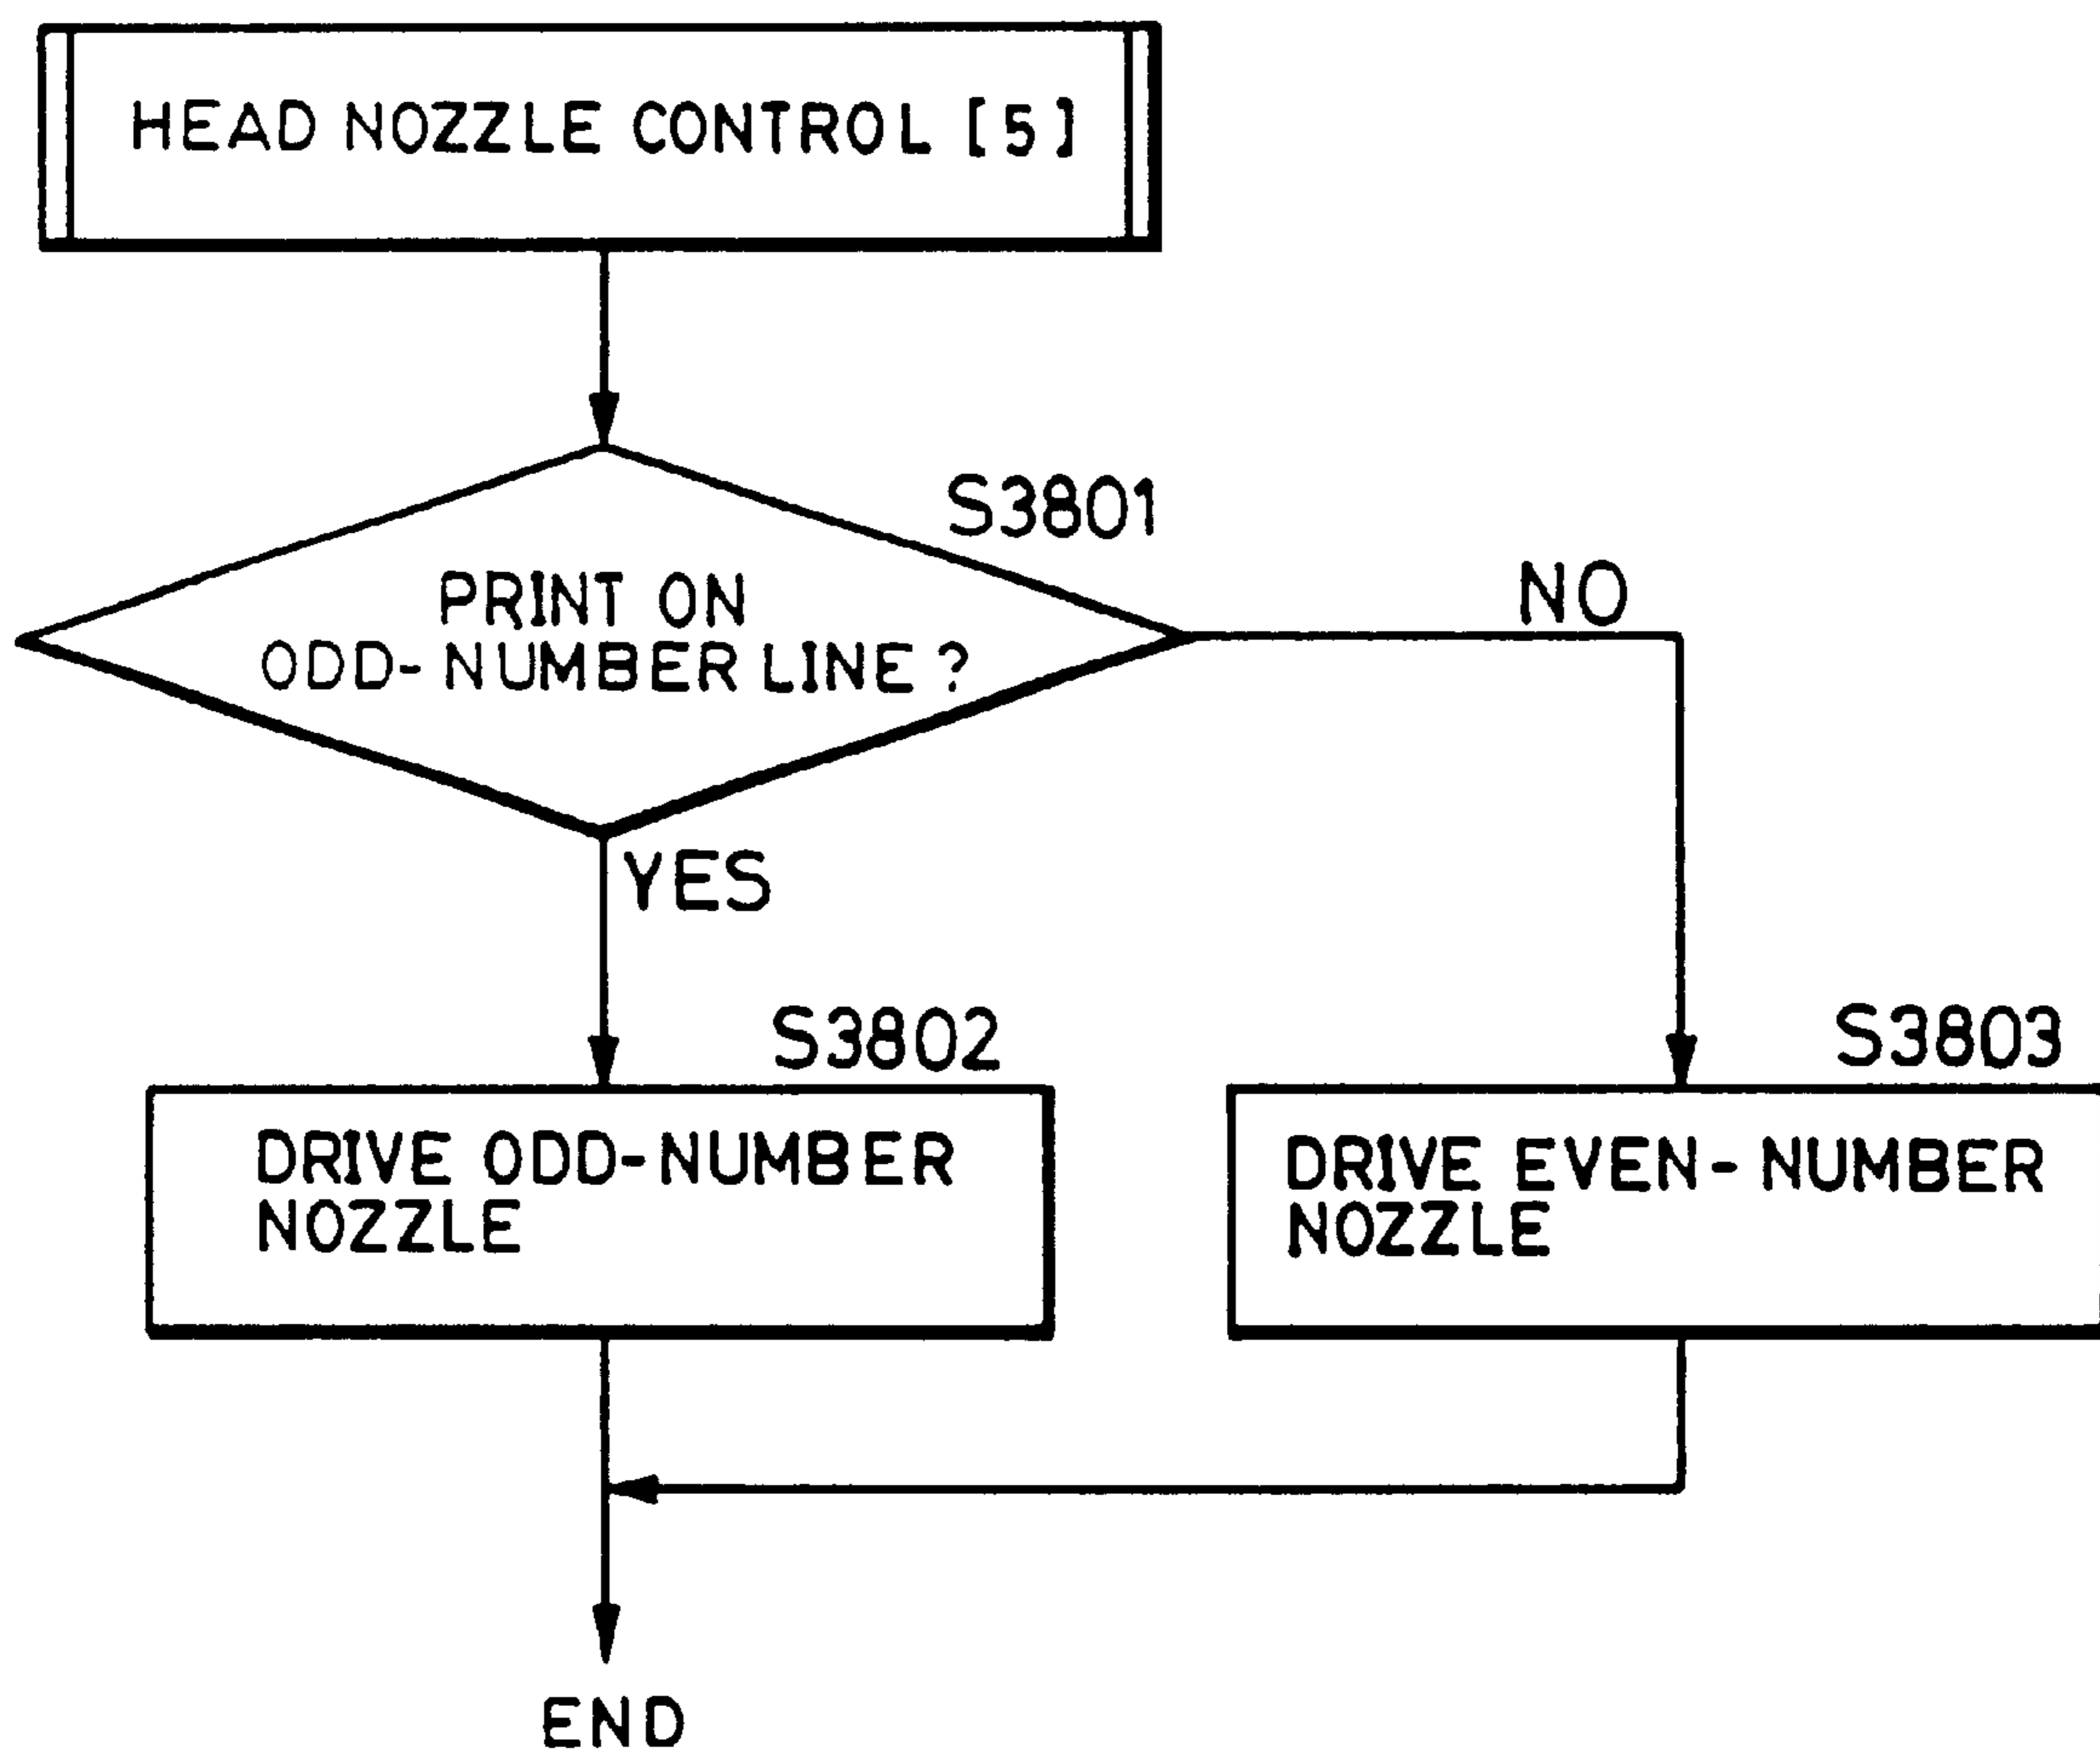 HEAD NOZZLE CONTROL [5]
S3801
PRINT ON
ODD-NUMBER LINE ?
NO
YES
S3802
DRIVE ODD-NUMBER
NOZZLE
S3803
DRIVE EVEN-NUMBER
NOZZLE
END